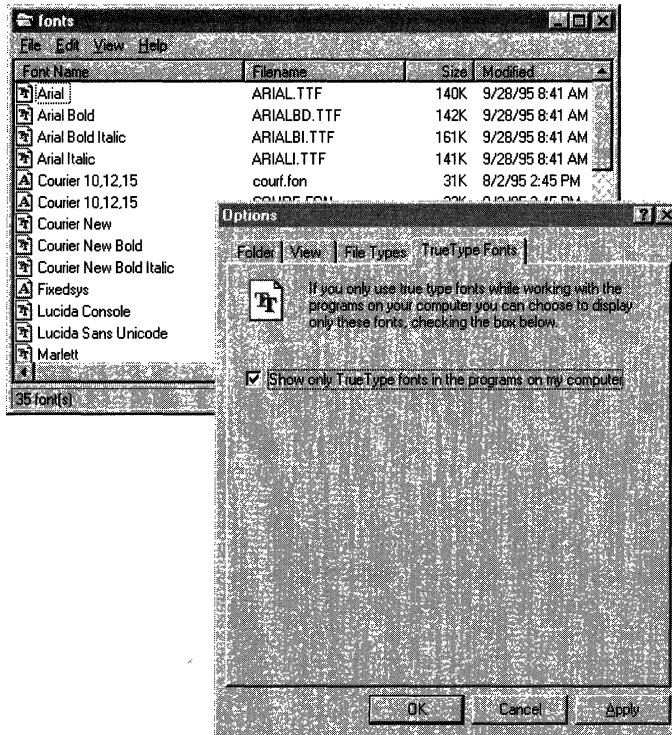 fonts
File Edit View Help
Font Name Filename Size Modified
Arial ARIAL.TTF 140K 9/28/95 8:41 AM
Arial Bold ARIALBD.TTF 142K 9/28/95 8:41 AM
Arial Bold Italic ARIALBI.TTF 161K 9/28/95 8:41 AM
Arial Italic ARIALI.TTF 141K 9/28/95 8:41 AM
Courier 10,12,15 courf.fon 31K 8/2/95 2:45 PM
Courier 10,12,15
Courier New
Courier New Bold
Courier New Bold Italic
Fixedsys
Lucida Console
Lucida Sans Unicode
Marlett
35 font(s)
Options
Folder View File Types TrueType Fonts
If you only use true type fonts while working with the
programs on your computer you can choose to display
only these fonts, checking the box below.
Show only TrueType fonts in the programs on my computer
OK Cancel Apply